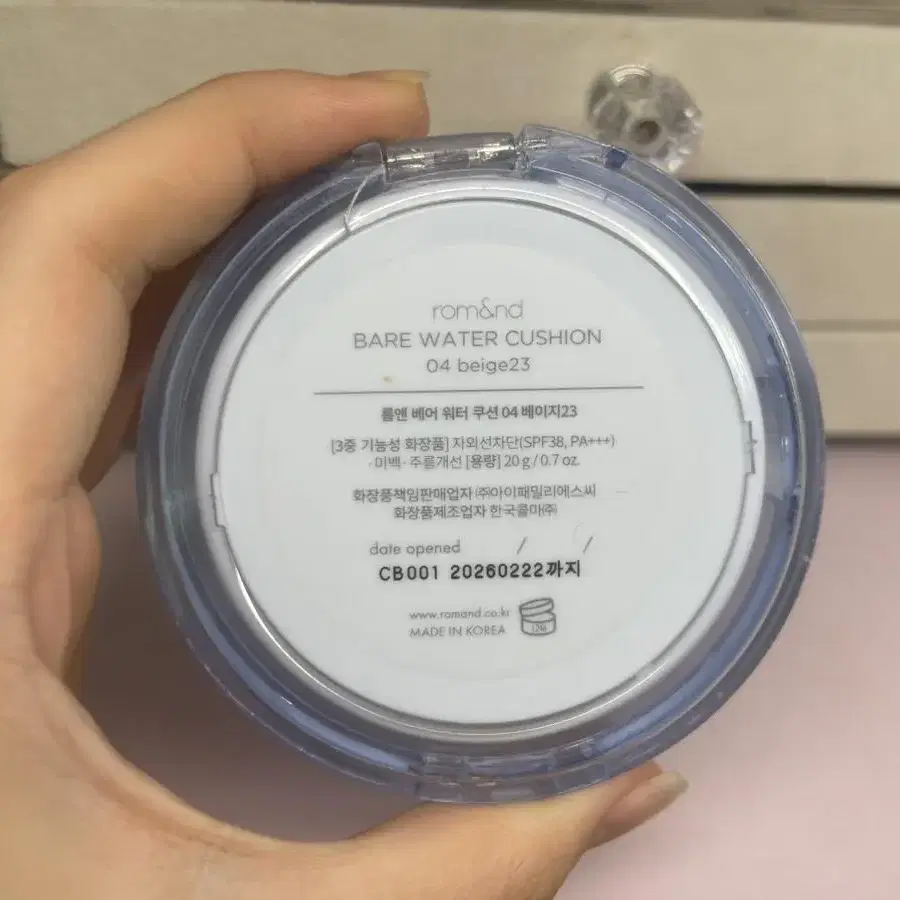 rom&nd
BARE WATER CUSHION
04 beige23
롬앤 베어 워터 쿠션 04 베이지23
[3중 기능성 화장품] 자외선차단(SPF38, PA+++)
· 미백 · 주름개선 [용량] 20 g / 0.7 oz.
화장품책임판매업자 ㈜아이패밀리에스씨
화장품제조업자 한국콜마㈜
date opened / /
CB001 20260222까지
www.romand.co.kr
MADE IN KOREA
12M